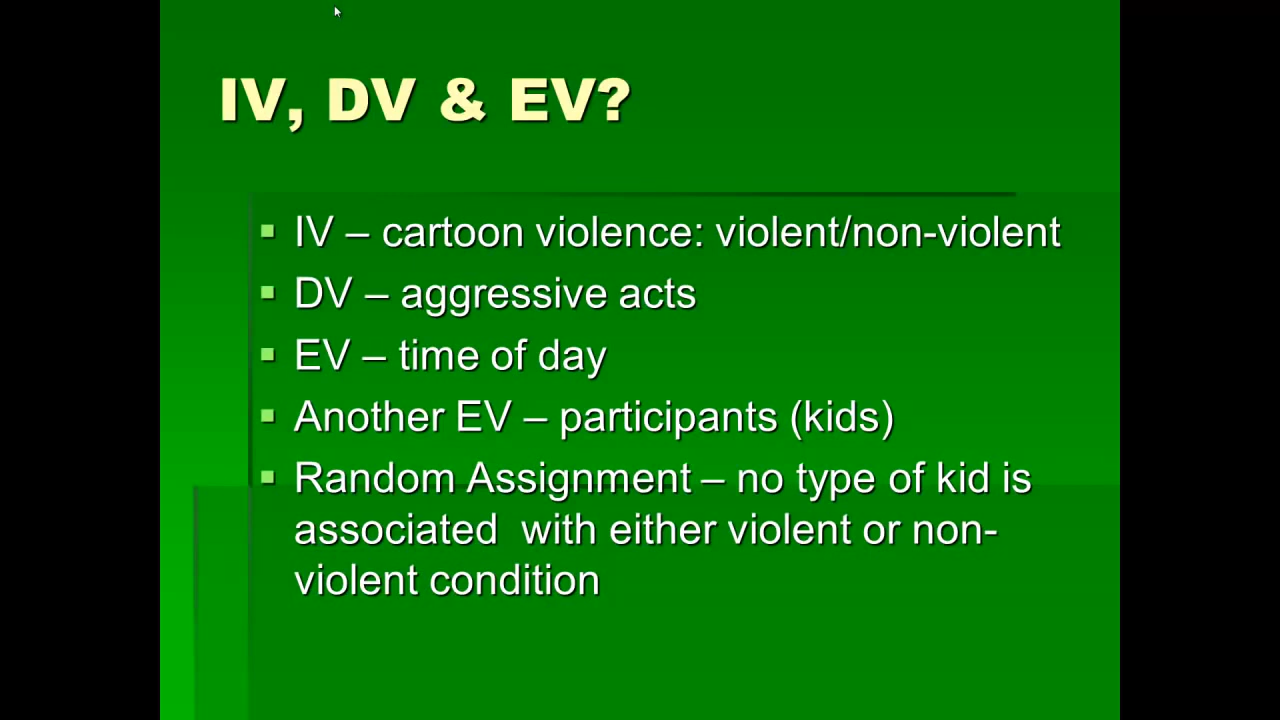 IV, DV & EV?
IV – cartoon violence: violent/non-violent
DV – aggressive acts
EV – time of day
Another EV – participants (kids)
Random Assignment – no type of kid is
associated  with either violent or non-
violent condition